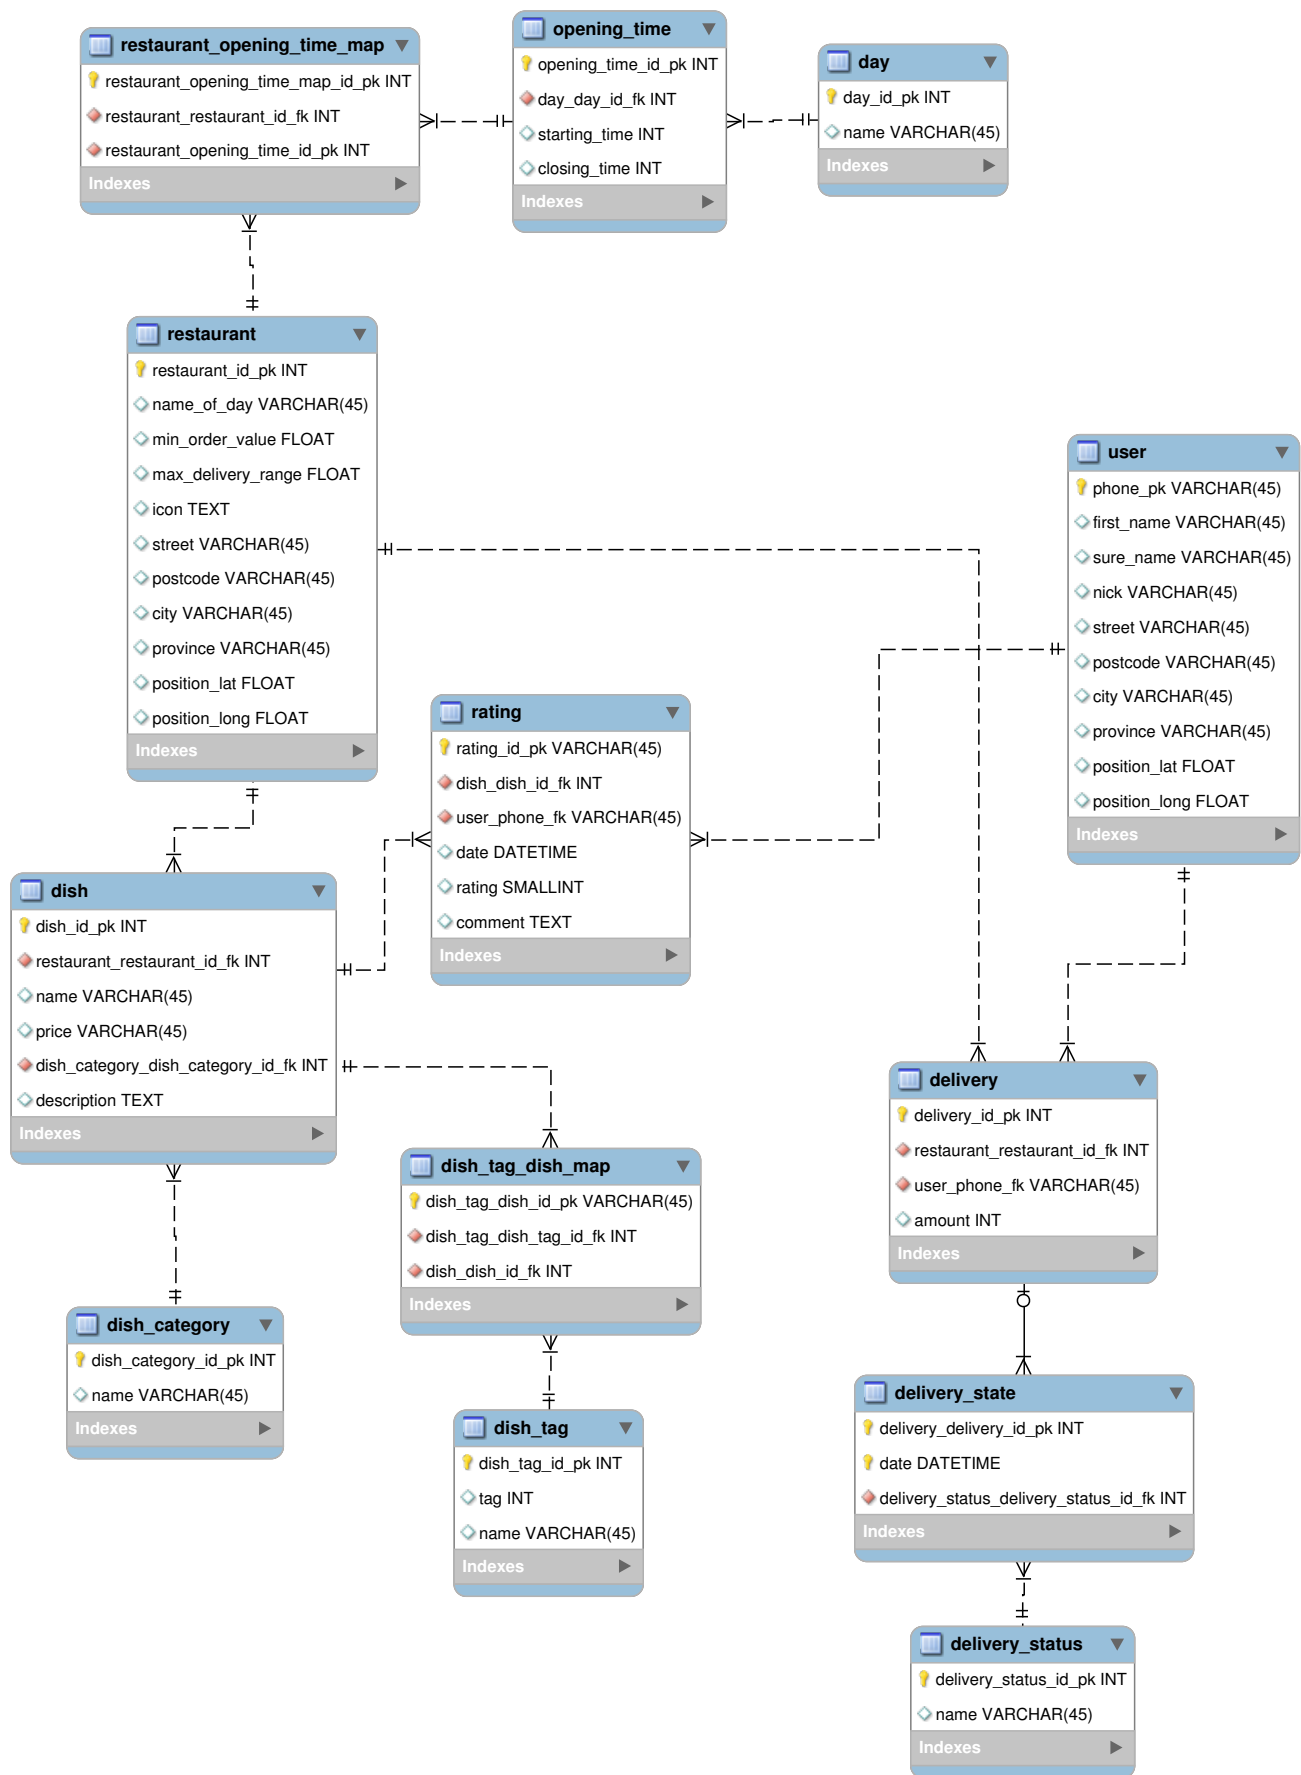 restaurant_opening_time_map
restaurant_opening_time_map_id_pk INT
restaurant_restaurant_id_fk INT
restaurant_opening_time_id_pk INT
Indexes
opening_time
opening_time_id_pk INT
day_day_id_fk INT
starting_time INT
closing_time INT
Indexes
day
day_id_pk INT
name VARCHAR(45)
Indexes
restaurant
restaurant_id_pk INT
name_of_day VARCHAR(45)
min_order_value FLOAT
max_delivery_range FLOAT
icon TEXT
street VARCHAR(45)
postcode VARCHAR(45)
city VARCHAR(45)
province VARCHAR(45)
position_lat FLOAT
position_long FLOAT
Indexes
user
phone_pk VARCHAR(45)
first_name VARCHAR(45)
sure_name VARCHAR(45)
nick VARCHAR(45)
street VARCHAR(45)
postcode VARCHAR(45)
city VARCHAR(45)
province VARCHAR(45)
position_lat FLOAT
position_long FLOAT
Indexes
rating
rating_id_pk VARCHAR(45)
dish_dish_id_fk INT
user_phone_fk VARCHAR(45)
date DATETIME
rating SMALLINT
comment TEXT
Indexes
dish
dish_id_pk INT
restaurant_restaurant_id_fk INT
name VARCHAR(45)
price VARCHAR(45)
dish_category_dish_category_id_fk INT
description TEXT
Indexes
delivery
delivery_id_pk INT
restaurant_restaurant_id_fk INT
user_phone_fk VARCHAR(45)
amount INT
Indexes
dish_tag_dish_map
dish_tag_dish_id_pk VARCHAR(45)
dish_tag_dish_tag_id_fk INT
dish_dish_id_fk INT
Indexes
dish_category
dish_category_id_pk INT
name VARCHAR(45)
Indexes
dish_tag
dish_tag_id_pk INT
tag INT
name VARCHAR(45)
Indexes
delivery_state
delivery_delivery_id_pk INT
date DATETIME
delivery_status_delivery_status_id_fk INT
Indexes
delivery_status
delivery_status_id_pk INT
name VARCHAR(45)
Indexes